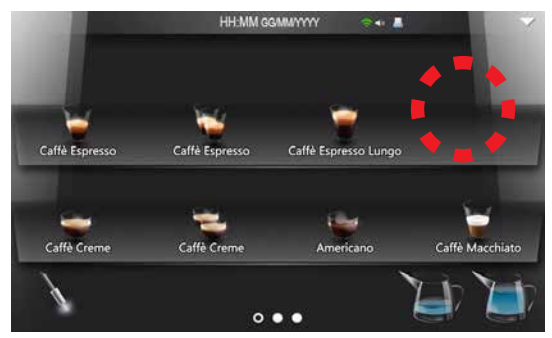 HH:MM GG/MM/YYYY
Caffè Espresso Caffè Espresso Caffè Espresso Lungo
Caffè Creme Caffè Creme Americano Caffè Macchiato